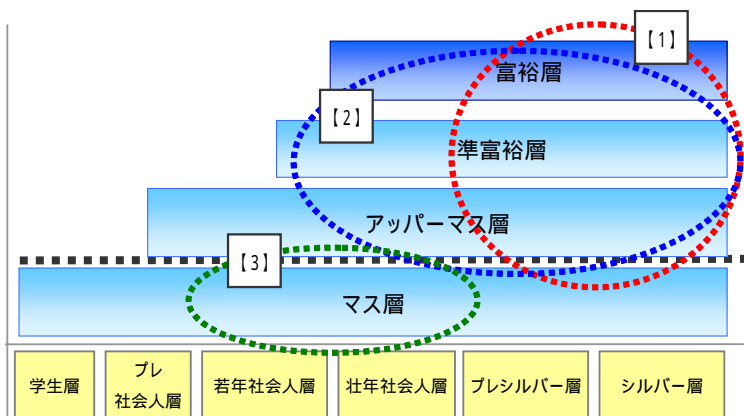 【1】
富裕層
【2】
準富裕層
アッパーマス層
【3】
マス層
学生層
プレ
社会人層
若年社会人層
壮年社会人層
プレシルバー層
シルバー層